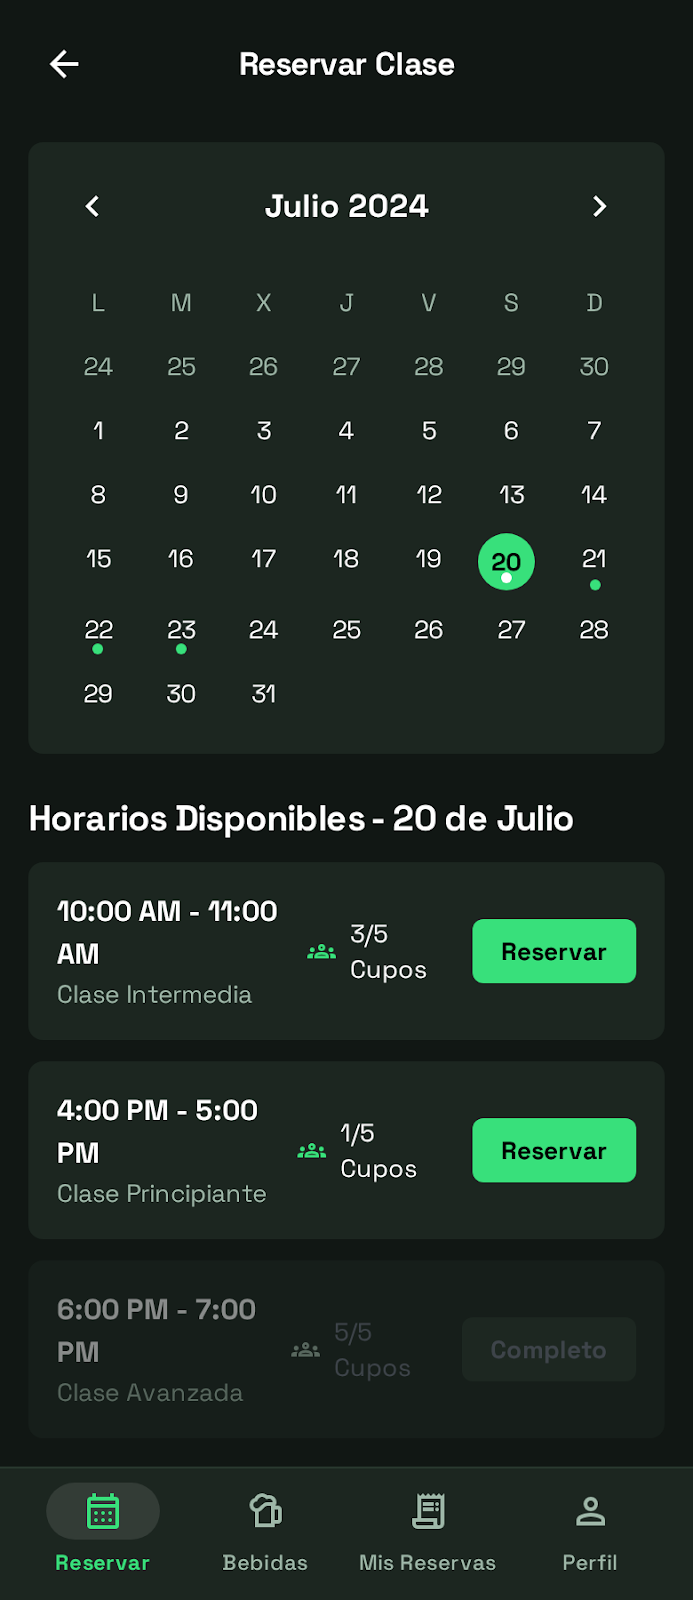 Reservar Clase
Julio 2024
L M X J V S D
24 25 26 27 28 29 30
1 2 3 4 5 6 7
8 9 10 11 12 13 14
15 16 17 18 19 20 21
22 23 24 25 26 27 28
29 30 31
Horarios Disponibles - 20 de Julio
10:00 AM - 11:00
AM
Clase Intermedia
3/5
Cupos
Reservar
4:00 PM - 5:00
PM
Clase Principiante
1/5
Cupos
Reservar
6:00 PM - 7:00
PM
Clase Avanzada
5/5
Cupos
Completo
Reservar Bebidas Mis Reservas Perfil